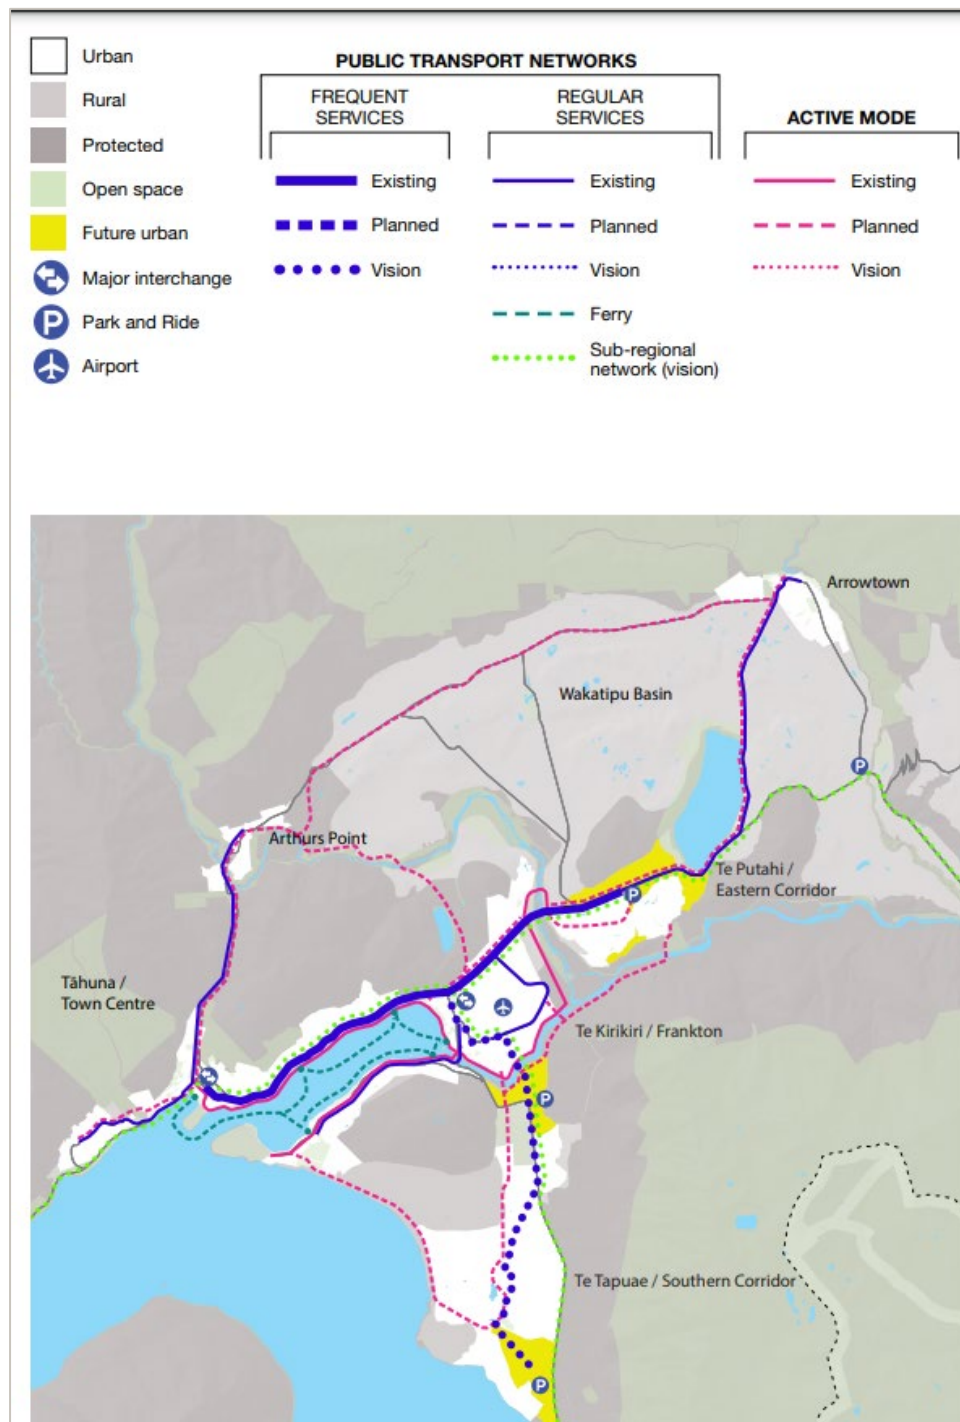 Urban
Rural
Protected
Open space
Future urban
Major interchange
P
Park and Ride
Airport
PUBLIC TRANSPORT NETWORKS
FREQUENT
SERVICES
Existing
Planned
Vision
REGULAR
SERVICES
Existing
Planned
Vision
Ferry
Sub-regional
network (vision)
ACTIVE MODE
Existing
Planned
Vision
Arrowtown
Wakatipu Basin
P
Arthurs Point
Te Putahi /
Eastern Corridor
P
Tāhuna /
Town Centre
Te Kirikiri / Frankton
P
Te Tapuae / Southern Corridor
P